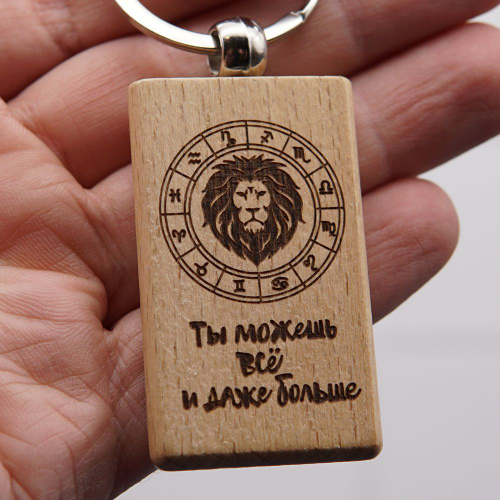 Ты можешь
всё
и даже больше